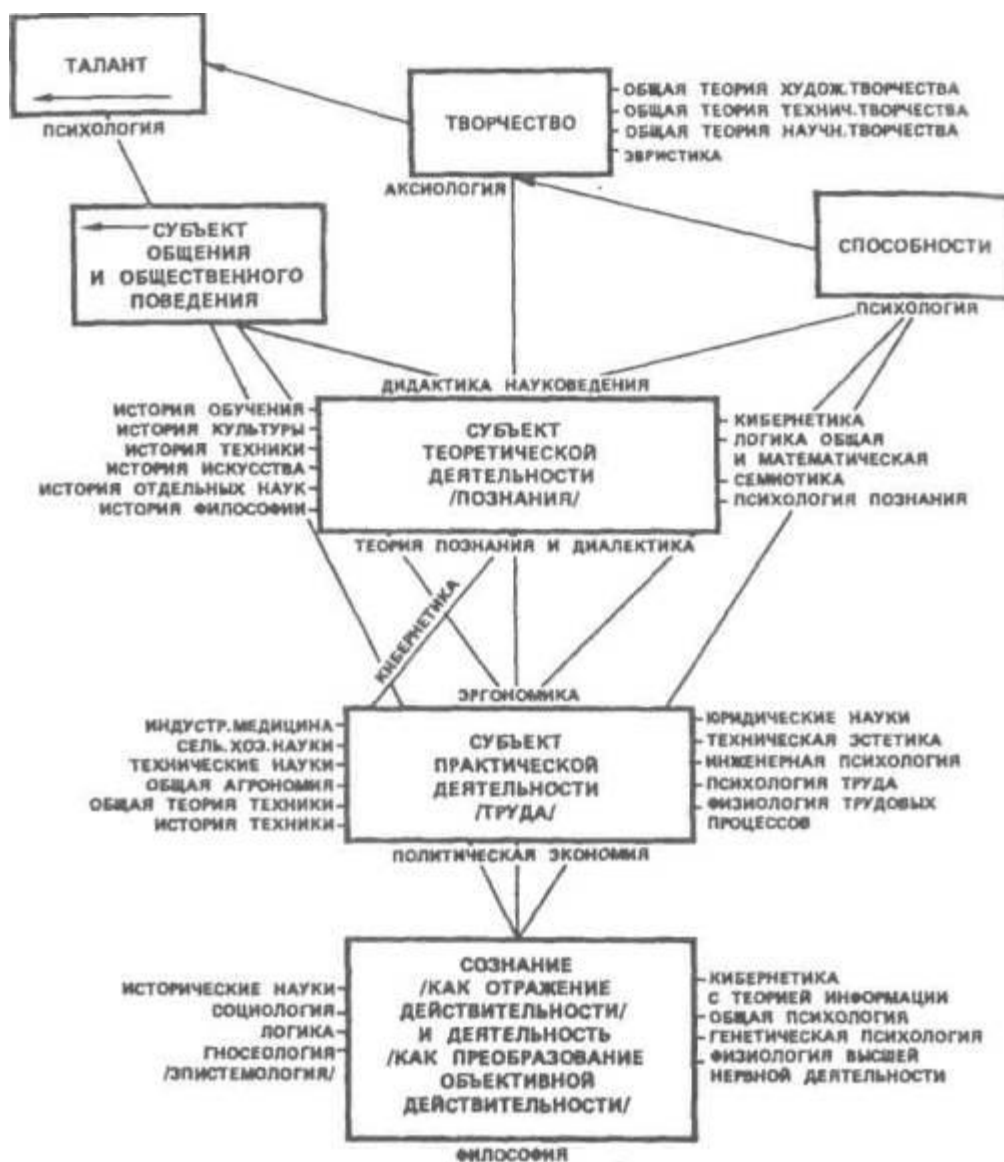 ТАЛАНТ
ПСИХОЛОГИЯ
ТВОРЧЕСТВО
АКСИОЛОГИЯ
ОБЩАЯ ТЕОРИЯ ХУДОЖ.ТВОРЧЕСТВА
ОБЩАЯ ТЕОРИЯ ТЕХНИЧ.ТВОРЧЕСТВА
ОБЩАЯ ТЕОРИЯ НАУЧН.ТВОРЧЕСТВА
ЭВРИСТИКА
СУБЪЕКТ
ОБЩЕНИЯ
И ОБЩЕСТВЕННОГО
ПОВЕДЕНИЯ
СПОСОБНОСТИ
ПСИХОЛОГИЯ
ДИДАКТИКА НАУКОВЕДЕНИЯ
ИСТОРИЯ ОБУЧЕНИЯ
ИСТОРИЯ КУЛЬТУРЫ
ИСТОРИЯ ТЕХНИКИ
ИСТОРИЯ ИСКУССТВА
ИСТОРИЯ ОТДЕЛЬНЫХ НАУК
ИСТОРИЯ ФИЛОСОФИИ
СУБЪЕКТ
ТЕОРЕТИЧЕСКОЙ
ДЕЯТЕЛЬНОСТИ
/ПОЗНАНИЯ/
КИБЕРНЕТИКА
ЛОГИКА ОБЩАЯ
И МАТЕМАТИЧЕСКАЯ
СЕМИОТИКА
ПСИХОЛОГИЯ ПОЗНАНИЯ
ТЕОРИЯ ПОЗНАНИЯ И ДИАЛЕКТИКА
КИБЕРНЕТИКА
ЭРГОНОМИКА
ИНДУСТР.МЕДИЦИНА
СЕЛЬ.ХОЗ.НАУКИ
ТЕХНИЧЕСКИЕ НАУКИ
ОБЩАЯ АГРОНОМИЯ
ОБЩАЯ ТЕОРИЯ ТЕХНИКИ
ИСТОРИЯ ТЕХНИКИ
СУБЪЕКТ
ПРАКТИЧЕСКОЙ
ДЕЯТЕЛЬНОСТИ
/ТРУДА/
ЮРИДИЧЕСКИЕ НАУКИ
ТЕХНИЧЕСКАЯ ЭСТЕТИКА
ИНЖЕНЕРНАЯ ПСИХОЛОГИЯ
ПСИХОЛОГИЯ ТРУДА
ФИЗИОЛОГИЯ ТРУДОВЫХ
ПРОЦЕССОВ
ПОЛИТИЧЕСКАЯ ЭКОНОМИЯ
ИСТОРИЧЕСКИЕ НАУКИ
СОЦИОЛОГИЯ
ЛОГИКА
ГНОСЕОЛОГИЯ
/ЭПИСТЕМОЛОГИЯ/
СОЗНАНИЕ
/КАК ОТРАЖЕНИЕ
ДЕЙСТВИТЕЛЬНОСТИ/
И ДЕЯТЕЛЬНОСТЬ
/КАК ПРЕОБРАЗОВАНИЕ
ОБЪЕКТИВНОЙ
ДЕЙСТВИТЕЛЬНОСТИ/
КИБЕРНЕТИКА
С ТЕОРИЕЙ ИНФОРМАЦИИ
ОБЩАЯ ПСИХОЛОГИЯ
ГЕНЕТИЧЕСКАЯ ПСИХОЛОГИЯ
ФИЗИОЛОГИЯ ВЫСШЕЙ
НЕРВНОЙ ДЕЯТЕЛЬНОСТИ
ФИЛОСОФИЯ